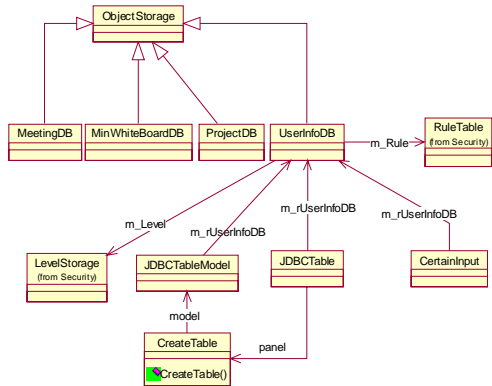 ObjectStorage
MeetingDB
MinWhiteBoardDB
ProjectDB
UserInfoDB
RuleTable
(from Security)
m_Rule
m_rUserInfoDB
m_rUserInfoDB
m_Level
LevelStorage
(from Security)
JDBCTableModel
JDBCTable
CertainInput
m_rUserInfoDB
model
CreateTable
panel
CreateTable()